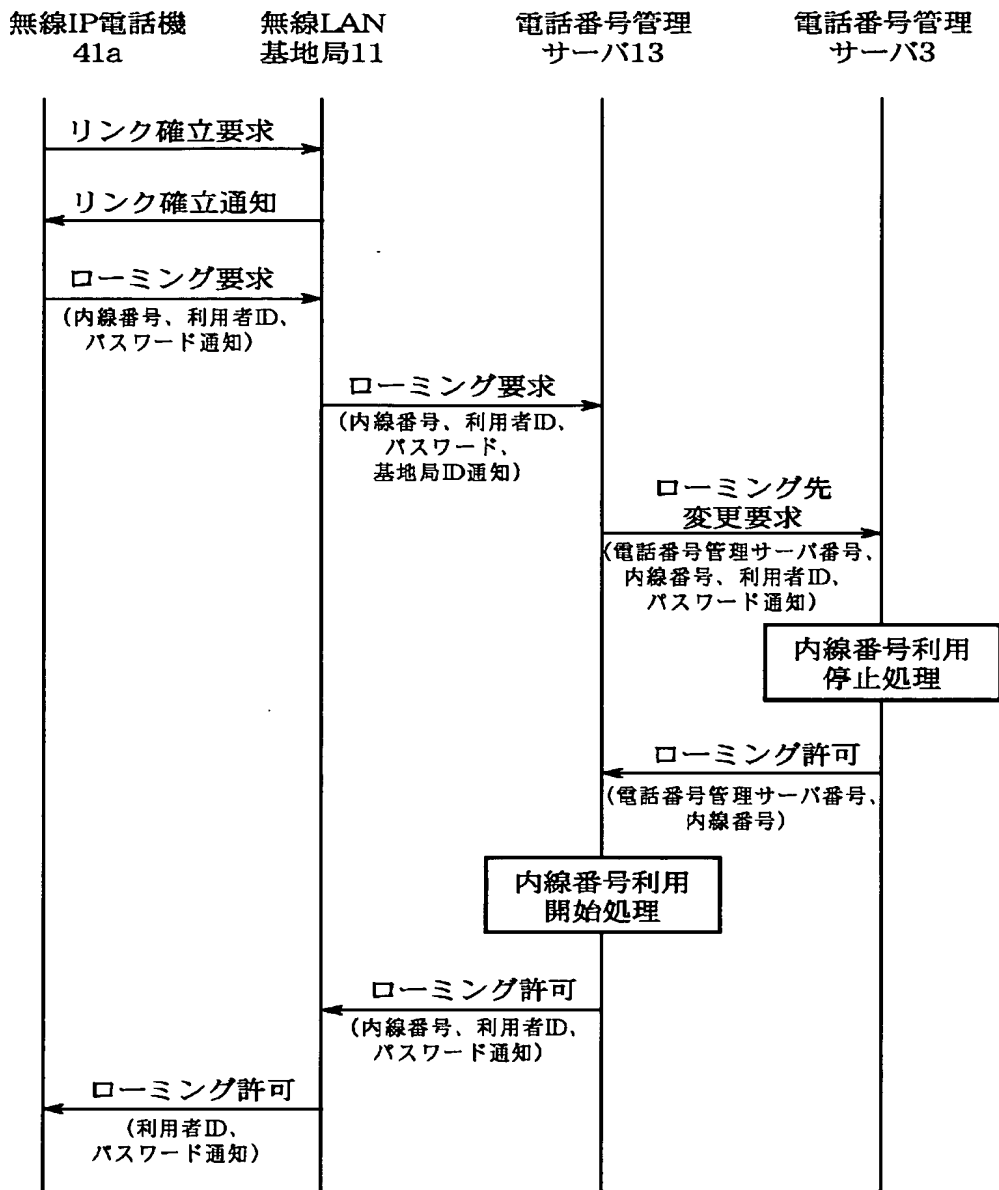 無線IP電話機
41a
無線LAN
基地局11
電話番号管理
サーバ13
電話番号管理
サーバ3
リンク確立要求
リンク確立通知
ローミング要求
(内線番号、利用者ID、
パスワード通知)
ローミング要求
(内線番号、利用者ID、
パスワード、
基地局ID通知)
ローミング先
変更要求
(電話番号管理サーバ番号、
内線番号、利用者ID、
パスワード通知)
内線番号利用
停止処理
ローミング許可
(電話番号管理サーバ番号、
内線番号)
内線番号利用
開始処理
ローミング許可
(内線番号、利用者ID、
パスワード通知)
ローミング許可
(利用者ID、
パスワード通知)